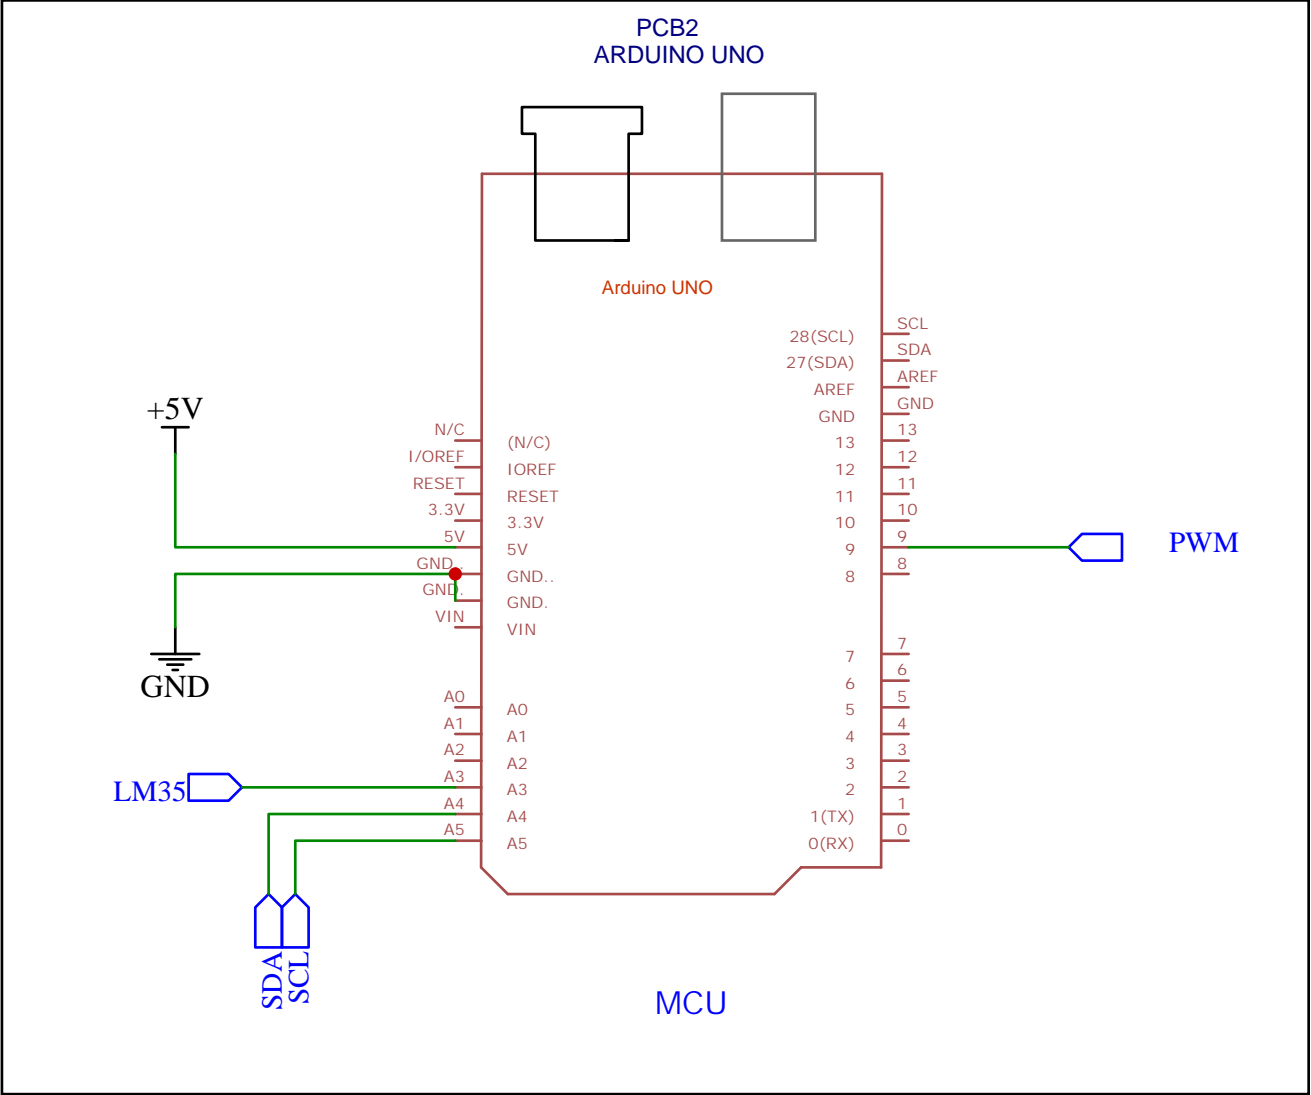 PCB2
ARDUINO UNO
Arduino UNO
+5V
GND
LM35
SDA
SCL
N/C
I/OREF
RESET
3.3V
5V
GND..
GND.
VIN
A0
A1
A2
A3
A4
A5
(N/C)
IOREF
RESET
3.3V
5V
GND..
GND.
VIN
A0
A1
A2
A3
A4
A5
28(SCL)
27(SDA)
AREF
GND
13
12
11
10
9
8
7
6
5
4
3
2
1(TX)
0(RX)
SCL
SDA
AREF
GND
13
12
11
10
9
8
7
6
5
4
3
2
1
0
PWM
MCU